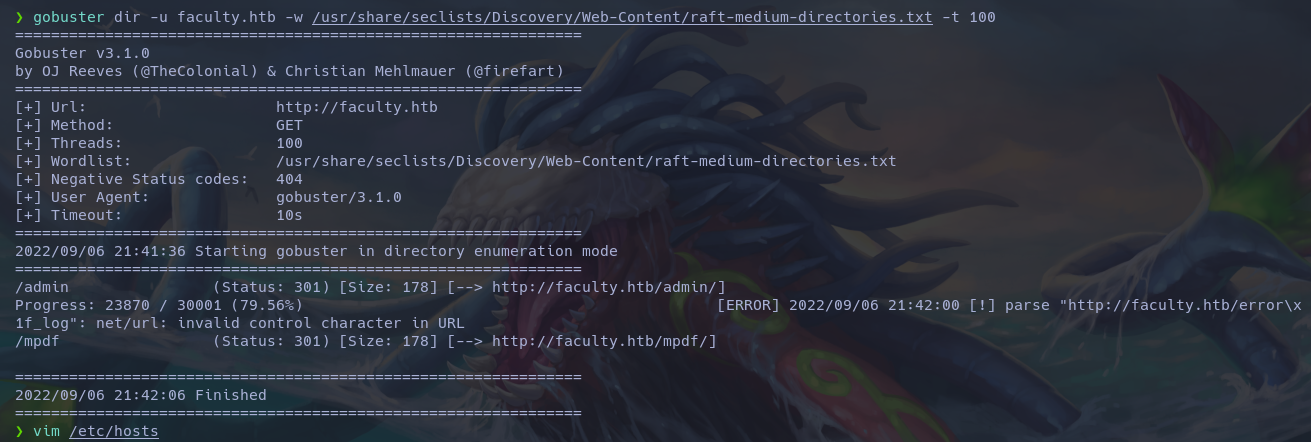 ❯ gobuster dir -u faculty.htb -w /usr/share/seclists/Discovery/Web-Content/raft-medium-directories.txt -t 100
===============================================================
Gobuster v3.1.0
by OJ Reeves (@TheColonial) & Christian Mehlmauer (@firefart)
===============================================================
[+] Url:                     http://faculty.htb
[+] Method:                  GET
[+] Threads:                 100
[+] Wordlist:                /usr/share/seclists/Discovery/Web-Content/raft-medium-directories.txt
[+] Negative Status codes:   404
[+] User Agent:              gobuster/3.1.0
[+] Timeout:                 10s
===============================================================
2022/09/06 21:41:36 Starting gobuster in directory enumeration mode
===============================================================
/admin                (Status: 301) [Size: 178] [--> http://faculty.htb/admin/]
Progress: 23870 / 30001 (79.56%)                                              [ERROR] 2022/09/06 21:42:00 [!] parse "http://faculty.htb/error\x
1f_log": net/url: invalid control character in URL
/mpdf                 (Status: 301) [Size: 178] [--> http://faculty.htb/mpdf/]
===============================================================
2022/09/06 21:42:06 Finished
===============================================================
❯ vim /etc/hosts